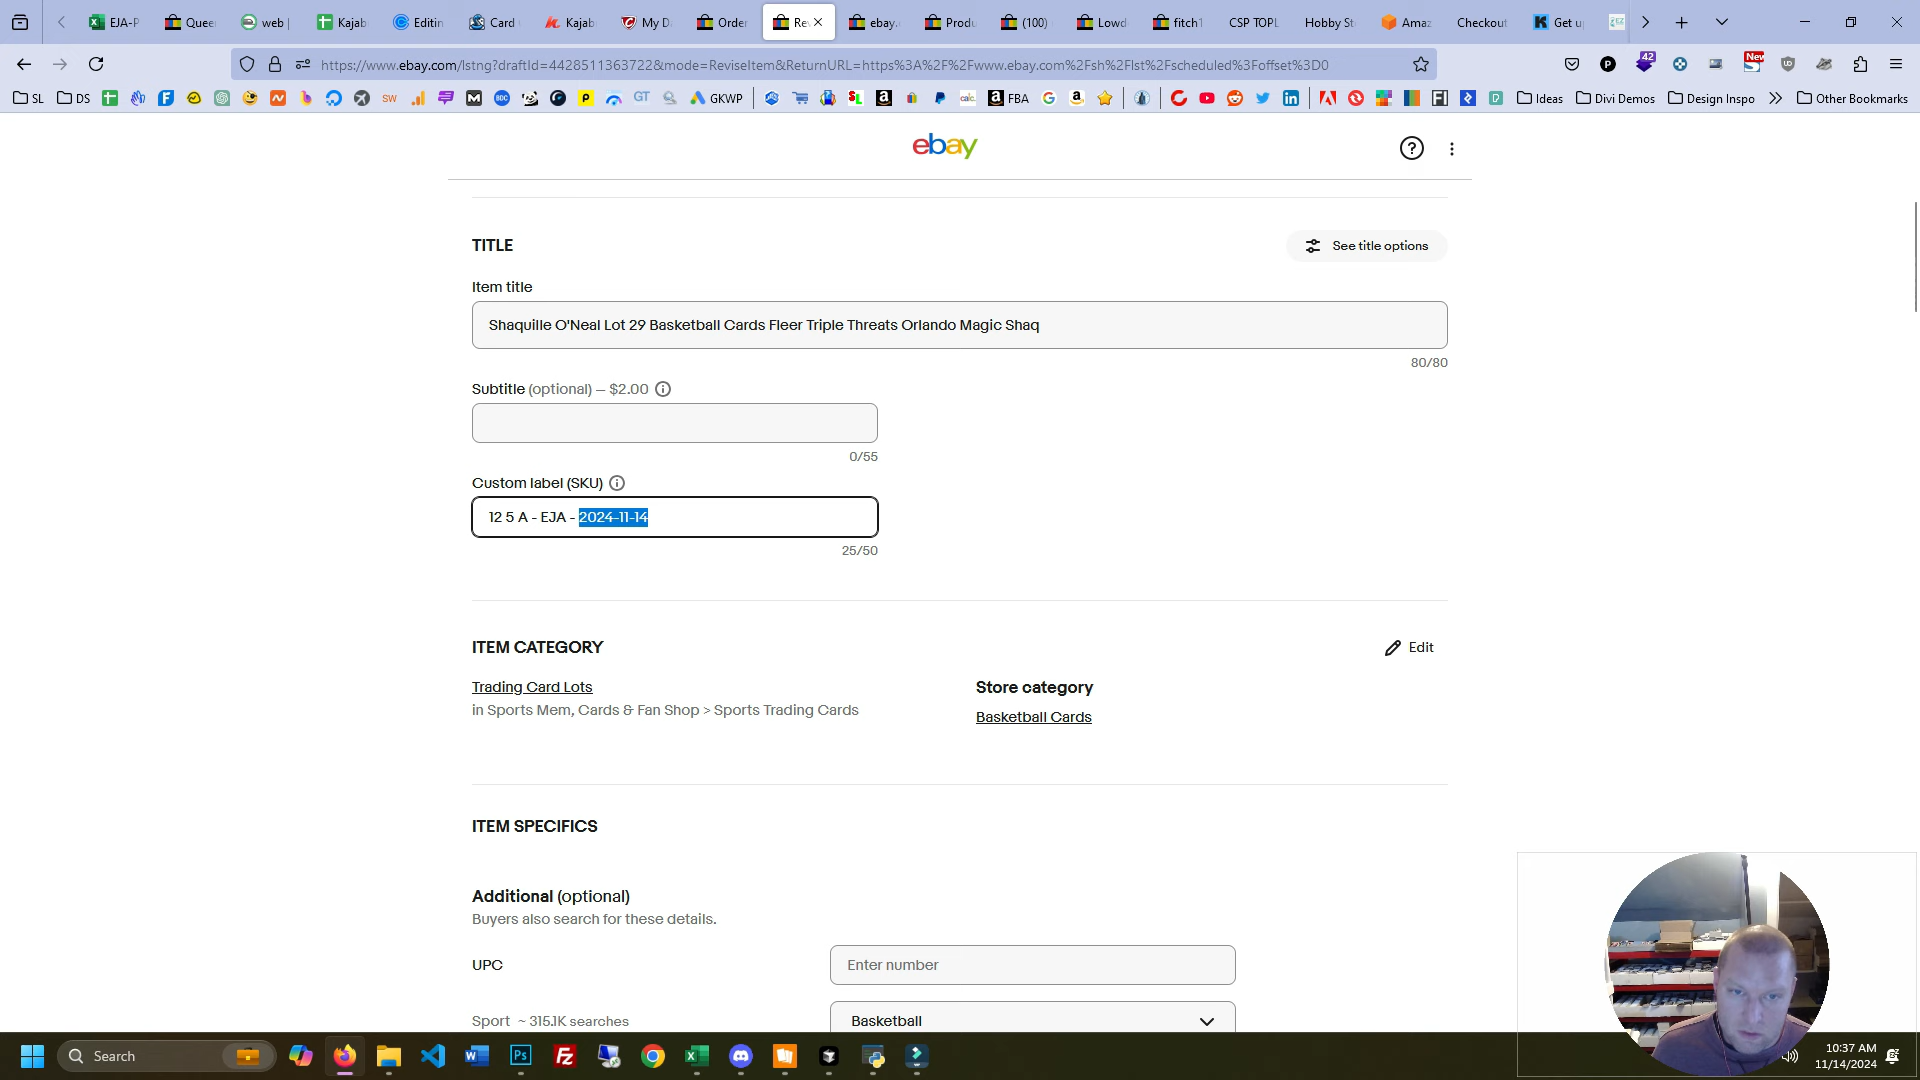 EJA-P
Quee
web |
Kajab
Editin
Card
Kajab
My D
Order
Re
ebay.
Produ
(100)
Lowd
fitch1
CSP TOPL
Hobby St
Amaz
Checkout
Get u
https://www.ebay.com/lstng?draftId=4428511363722&mode=ReviseItem&ReturnURL=https%3A%2F%2Fwww.ebay.com%2Fsh%2Flst%2Fscheduled%3Foffset%3D0
42
New
SL
DS
GKWP
FBA
Ideas
Divi Demos
Design Inspo
Other Bookmarks
ebay
TITLE
See title options
Item title
Shaquille O'Neal Lot 29 Basketball Cards Fleer Triple Threats Orlando Magic Shaq
80/80
Subtitle (optional) – $2.00
0/55
Custom label (SKU)
12 5 A - EJA - 2024-11-14
25/50
ITEM CATEGORY
Edit
Trading Card Lots
in Sports Mem, Cards & Fan Shop > Sports Trading Cards
Store category
Basketball Cards
ITEM SPECIFICS
Additional (optional)
Buyers also search for these details.
UPC
Enter number
Sport ~ 315.1K searches
Basketball
Search
10:37 AM
11/14/2024